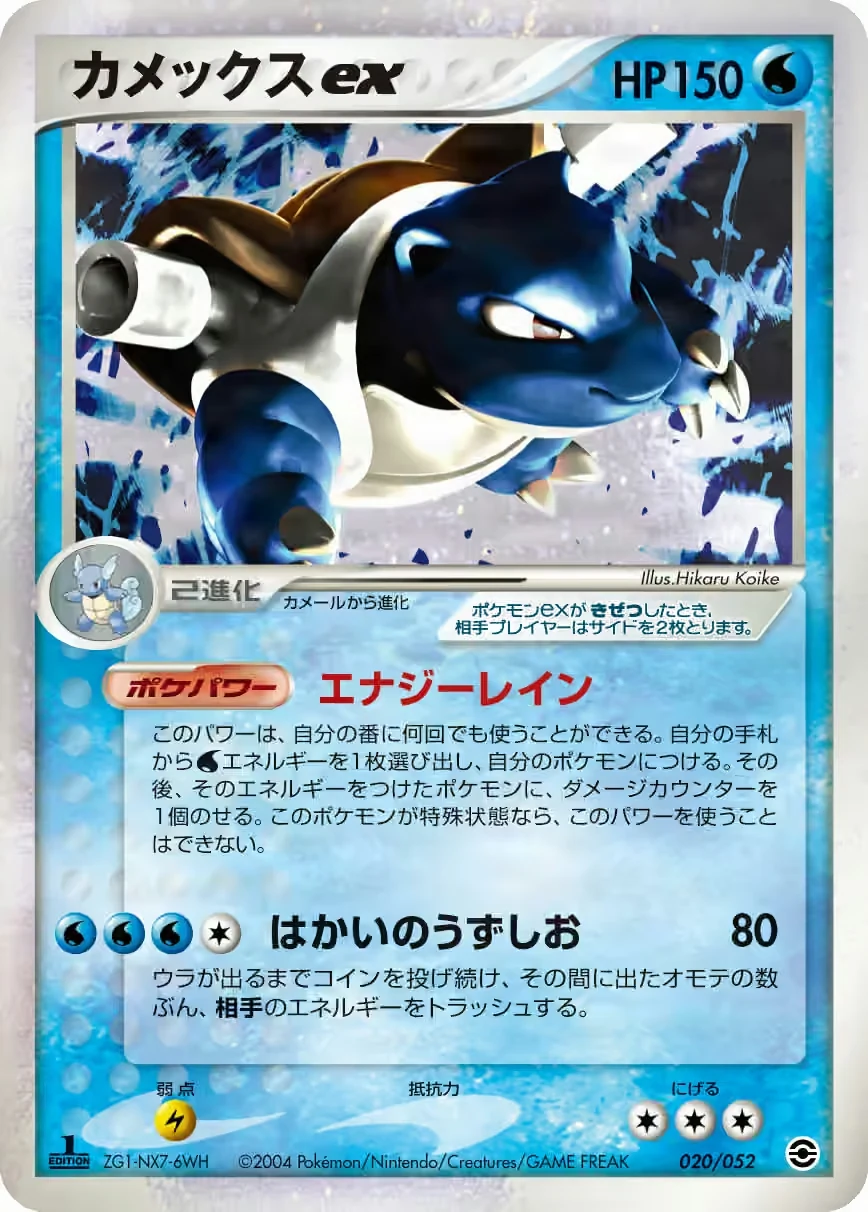 カメックスex HP150
Illus.Hikaru Koike
2進化
カメールから進化
ポケモンexが きぜつしたとき、
相手プレイヤーはサイドを2枚とります。
ポケパワー エナジーレイン
このパワーは、自分の番に何回でも使うことができる。自分の手札
からエネルギーを1枚選び出し、自分のポケモンにつける。その
後、そのエネルギーをつけたポケモンに、ダメージカウンターを
1個のせる。このポケモンが特殊状態なら、このパワーを使うこと
はできない。
はかいのうずしお 80
ウラが出るまでコインを投げ続け、その間に出たオモテの数
ぶん、相手のエネルギーをトラッシュする。
弱点 抵抗力 にげる
1
EDITION ZG1-NX7-6WH ©2004 Pokémon/Nintendo/Creatures/GAME FREAK 020/052